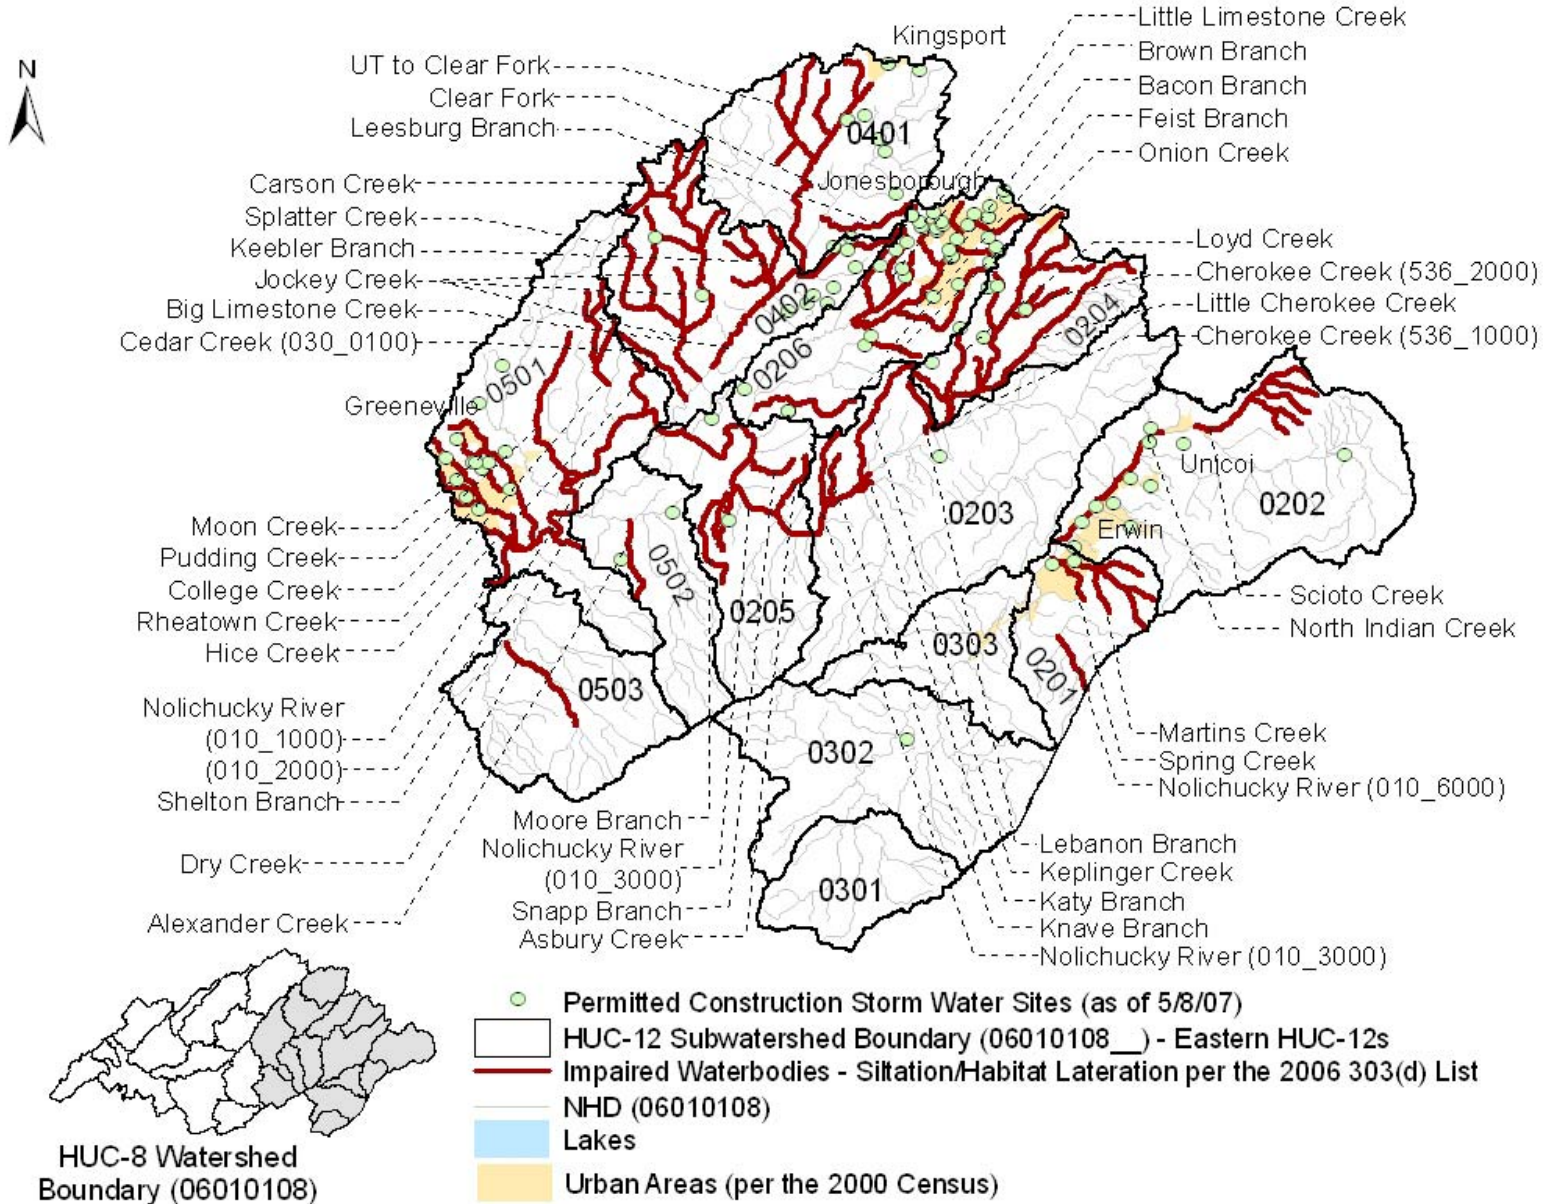 Kingsport
Little Limestone Creek
Brown Branch
Bacon Branch
Feist Branch
Onion Creek
N
UT to Clear Fork
Clear Fork
Leesburg Branch
0401
Jonesborough
Carson Creek
Splatter Creek
Keebler Branch
Jockey Creek
Big Limestone Creek
Cedar Creek (030_0100)
Loyd Creek
Cherokee Creek (536_2000)
Little Cherokee Creek
Cherokee Creek (536_1000)
0402
0204
0206
0501
Greeneville
Unicoi
0202
0203
Erwin
Moon Creek
Pudding Creek
College Creek
Rheatown Creek
Hice Creek
0502
0205
0303
0201
0503
Scioto Creek
North Indian Creek
Nolichucky River
(010_1000)
(010_2000)
Shelton Branch
Dry Creek
Alexander Creek
0302
0301
Martins Creek
Spring Creek
Nolichucky River (010_6000)
Moore Branch
Nolichucky River
(010_3000)
Snapp Branch
Asbury Creek
Lebanon Branch
Keplinger Creek
Katy Branch
Knave Branch
Nolichucky River (010_3000)
Permitted Construction Storm Water Sites (as of 5/8/07)
HUC-12 Subwatershed Boundary (06010108__) - Eastern HUC-12s
Impaired Waterbodies - Siltation/Habitat Lateration per the 2006 303(d) List
NHD (06010108)
Lakes
Urban Areas (per the 2000 Census)
HUC-8 Watershed
Boundary (06010108)